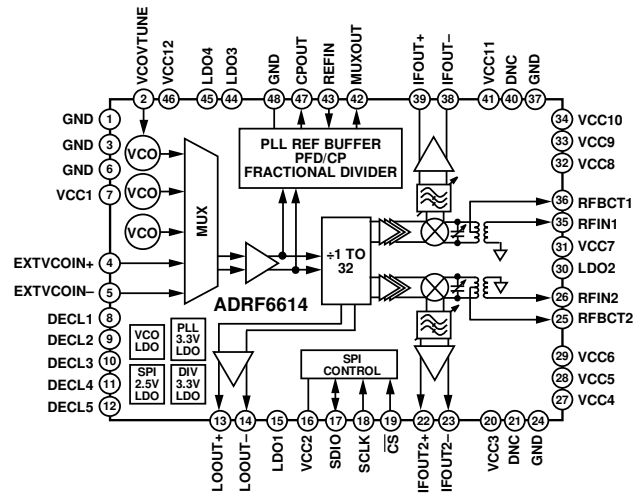 VCOVTUNE
VCC12
LDO4
LDO3
GND
CPOUT
REFIN
MUXOUT
IFOUT+
IFOUT–
VCC11
DNC
GND
2
46
45
44
48
47
43
42
39
38
41
40
37
GND 1
GND 3
GND 6
VCC1 7
EXTVCOIN+ 4
EXTVCOIN– 5
DECL1 8
DECL2 9
DECL3 10
DECL4 11
DECL5 12
VCO
VCO
VCO
MUX
PLL REF BUFFER
PFD/CP
FRACTIONAL DIVIDER
÷1 TO
32
ADRF6614
VCO
LDO
PLL
3.3V
LDO
SPI
2.5V
LDO
DIV
3.3V
LDO
SPI
CONTROL
34 VCC10
33 VCC9
32 VCC8
36 RFBCT1
35 RFIN1
31 VCC7
30 LDO2
26 RFIN2
25 RFBCT2
29 VCC6
28 VCC5
27 VCC4
13
14
15
16
17
18
19
22
23
20
21
24
LOOUT+
LOOUT–
LDO1
VCC2
SDIO
SCLK
CS
IFOUT2+
IFOUT2–
VCC3
DNC
GND